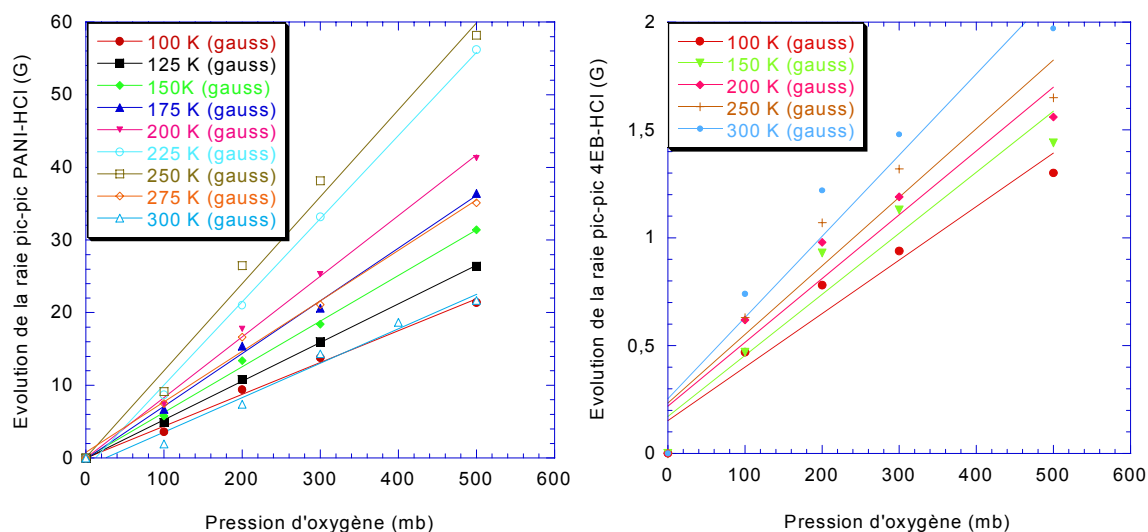 Evolution de la raie pic-pic PANI-HCl (G)
60
50
40
30
20
10
0
100 K (gauss)
125 K (gauss)
150K (gauss)
175 K (gauss)
200 K (gauss)
225 K (gauss)
250 K (gauss)
275 K (gauss)
300 K (gauss)
0 100 200 300 400 500 600
Pression d'oxygène (mb)
Evolution de la raie pic-pic 4EB-HCl (G)
2
1,5
1
0,5
0
100 K (gauss)
150 K (gauss)
200 K (gauss)
250 K (gauss)
300 K (gauss)
0 100 200 300 400 500 600
Pression d'oxygène (mb)